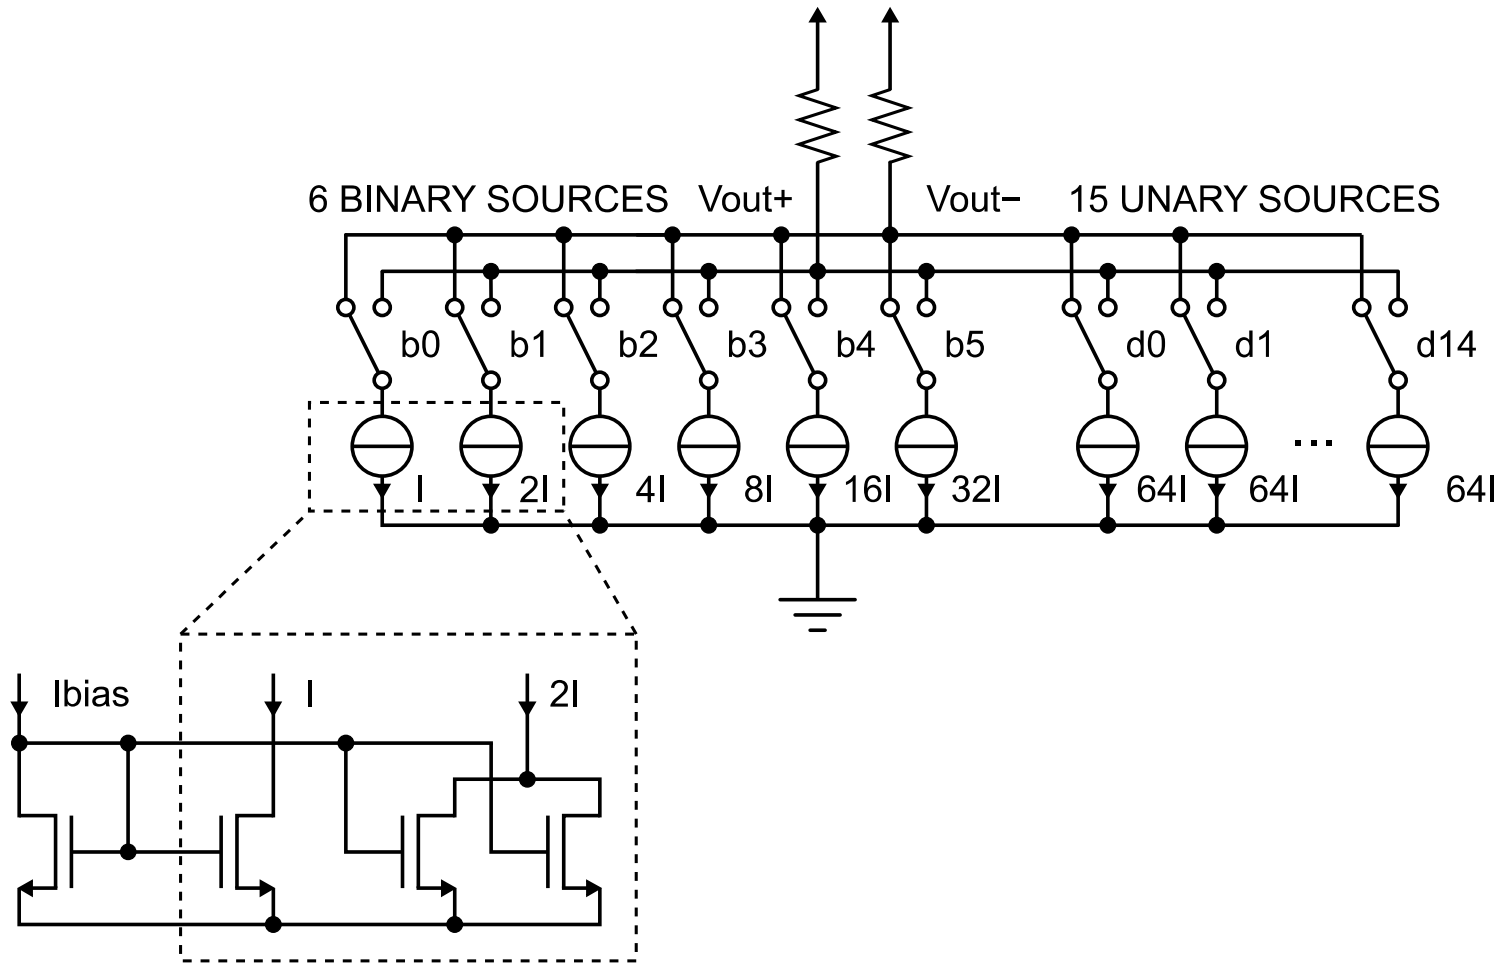 6 BINARY SOURCES Vout+ Vout− 15 UNARY SOURCES
b0 b1 b2 b3 b4 b5 d0 d1 d14
...
I 2I 4I 8I 16I 32I 64I 64I 64I
Ibias I 2I